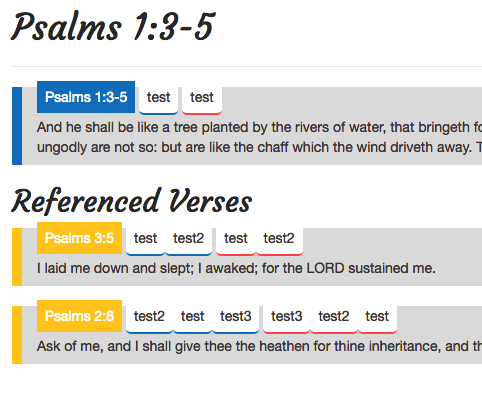 Psalms 1:3-5
Psalms 1:3-5 test test
And he shall be like a tree planted by the rivers of water, that bringeth
ungodly are not so: but are like the chaff which the wind driveth away.
Referenced Verses
Psalms 3:5 test test2 test test2
I laid me down and slept; I awaked; for the LORD sustained me.
Psalms 2:8 test2 test test3 test3 test2 test
Ask of me, and I shall give thee the heathen for thine inheritance, and